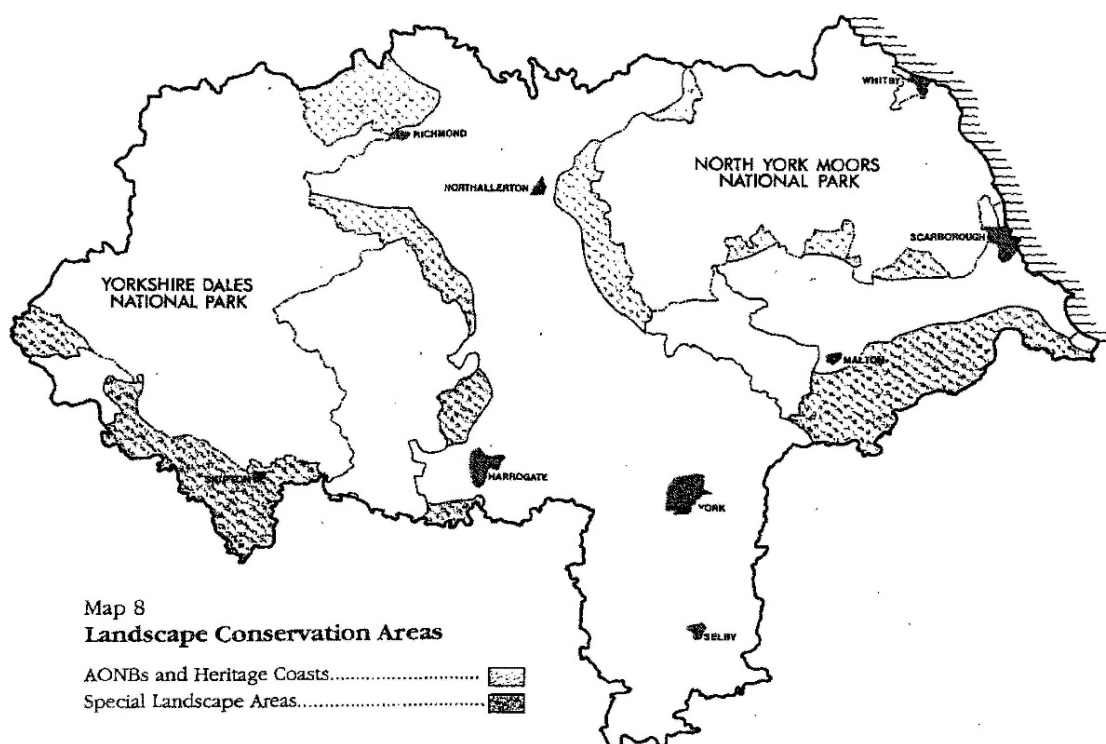 WHITBY
RICHMOND
NORTH YORK MOORS
NATIONAL PARK
NORTHALLERTON
SCARBOROUGH
YORKSHIRE DALES
NATIONAL PARK
MALTON
SKIPTON
HARROGATE
YORK
Map 8
Landscape Conservation Areas
SELBY
AONBs and Heritage Coasts
Special Landscape Areas